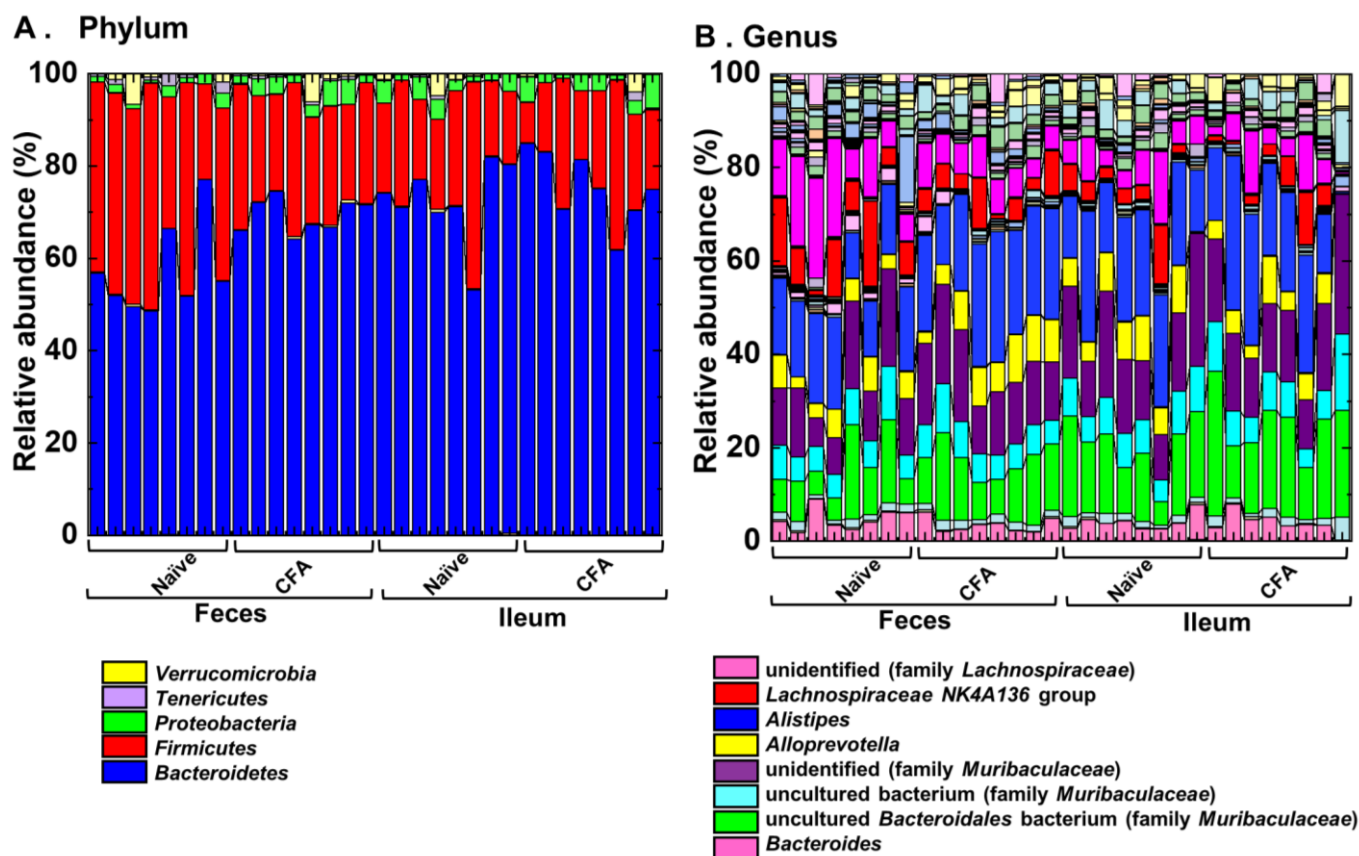 A . Phylum
Relative abundance (%)
100
80
60
40
20
0
Naïve
CFA
Naïve
CFA
Feces
Ileum
Verrucomicrobia
Tenericutes
Proteobacteria
Firmicutes
Bacteroidetes
B . Genus
Relative abundance (%)
100
80
60
40
20
0
Naïve
CFA
Naïve
CFA
Feces
Ileum
unidentified (family Lachnospiraceae)
Lachnospiraceae NK4A136 group
Alistipes
Alloprevotella
unidentified (family Muribaculaceae)
uncultured bacterium (family Muribaculaceae)
uncultured Bacteroidales bacterium (family Muribaculaceae)
Bacteroides